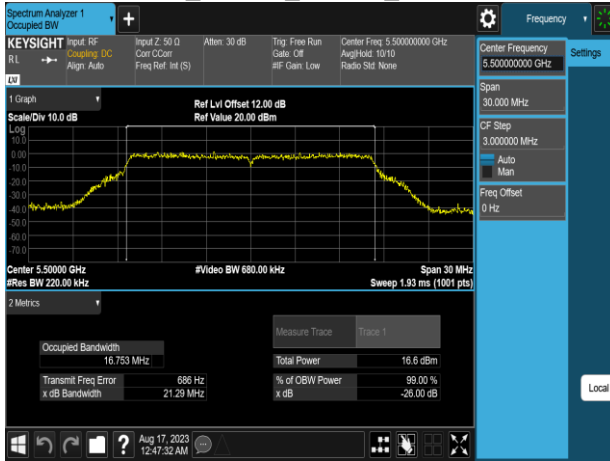 Spectrum Analyzer 1
Occupied BW
Frequency
KEYSIGHT
Input: RF
Coupling: DC
Align: Auto
Input Z: 50 Ω
Corr CCorr
Freq Ref: Int (S)
Atten: 30 dB
Trig: Free Run
Gate: Off
#IF Gain: Low
Center Freq: 5.500000000 GHz
Avg|Hold: 10/10
Radio Std: None
R L
LXI
Center Frequency
5.500000000 GHz
Settings
Span
30.000 MHz
CF Step
3.000000 MHz
Auto
Man
Freq Offset
0 Hz
Local
1 Graph
Scale/Div 10.0 dB
Ref Lvl Offset 12.00 dB
Ref Value 20.00 dBm
Log
10.0
0.00
-10.0
-20.0
-30.0
-40.0
-50.0
-60.0
-70.0
Center 5.50000 GHz
#Video BW 680.00 kHz
Span 30 MHz
#Res BW 220.00 kHz
Sweep 1.93 ms (1001 pts)
2 Metrics
Measure Trace
Trace 1
Occupied Bandwidth
16.753 MHz
Total Power
16.6 dBm
Transmit Freq Error
686 Hz
% of OBW Power
99.00 %
x dB Bandwidth
21.29 MHz
x dB
-26.00 dB
Aug 17, 2023
12:47:32 AM